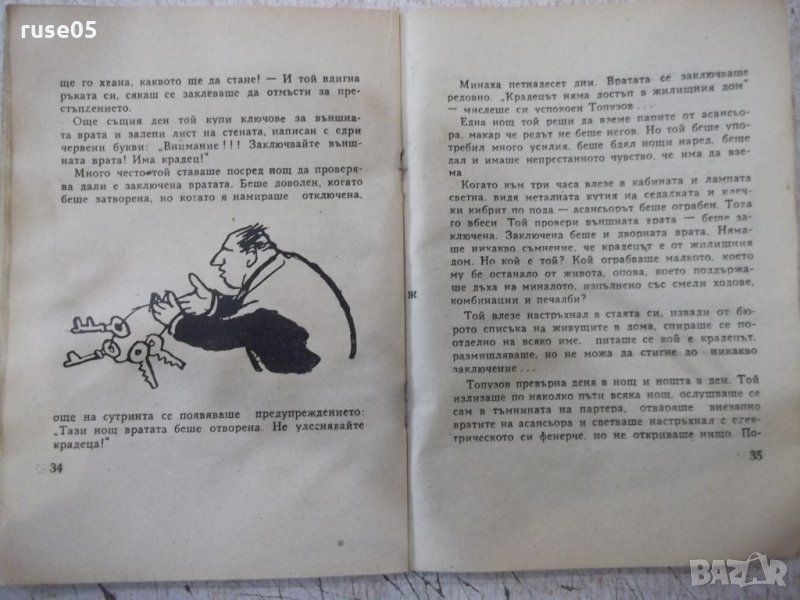 ruse05
ще го хвана, каквото ще да стане! — И той вдигна
ръката си, сякаш се заклеваше да отмъсти за пре-
стъплението.
Още същия ден той купи ключове за външна-
та врата и залепи лист на стената, написан с едри
червени букви: „Внимание!!! Заключвайте външ-
ната врата! Има крадец!“
Много често той ставаше посред нощ да проверя-
ва дали е заключена вратата. Беше доволен, когато
беше затворена, но когато я намираше отключена,
още на сутринта се появяваше предупреждението:
„Тази нощ вратата беше отворена. Не улеснявайте
крадеца!“
34
Минаха петнадесет дни. Вратата се заключваше
редовно. „Крадецът няма достъп в жилищния дом“
— мислеше си успокоен Топузов...
Една нощ той реши да вземе парите от асансьо-
ра, макар че редът не беше негов. Но той беше упо-
требил много усилия, беше бдял нощи наред, беше
дал и имаше непрестанното чувство, че има да взе-
ма
Когато към три часа влезе в кабината и лампата
светна, видя металната кутия на седалката и клеч-
ки кибрит по пода — асансьорът беше ограбен. Това
го вбеси. Той провери външната врата — беше за-
ключена. Заключена беше и дворната врата. Няма-
ше никакво съмнение, че крадецът е от жилищния
дом. Но кой е той? Кой ограбваше малкото, което
му бе останало от живота, онова, което поддържа-
ше духа на миналото, изпълнено със смели ходове,
комбинации и печалби?
Ж
Той влезе настръхнал в стаята си, извади от бю-
рото списъка на живущите в дома, спираше се по-
отделно на всяко име, питаше се кой е крадецът,
размишляваше, но не можа да стигне до никакво
заключение...
Топузов превърна деня в нощ и нощта в ден. Той
излизаше по няколко пъти всяка нощ, ослушваше се
сам в тъмнината на партера, отваряше внезапно
вратите на асансьора и светваше настръхнал с елек-
трическото си фенерче, по не откриваше нищо. По-
35
BAZAR